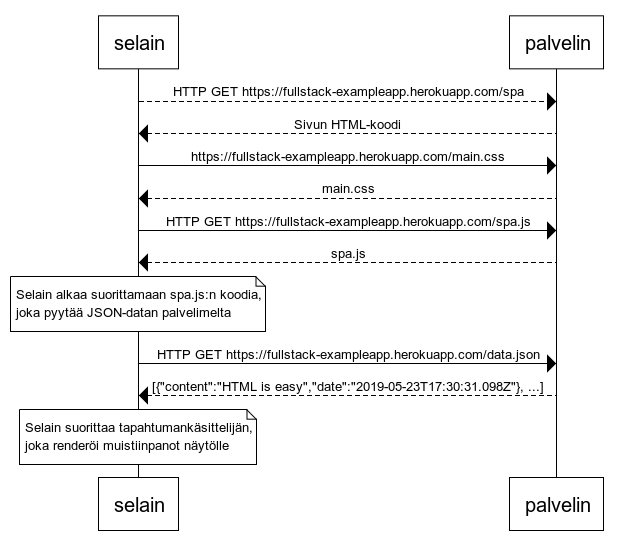 selain
palvelin
HTTP GET https://fullstack-exampleapp.herokuapp.com/spa
Sivun HTML-koodi
https://fullstack-exampleapp.herokuapp.com/main.css
main.css
HTTP GET https://fullstack-exampleapp.herokuapp.com/spa.js
spa.js
Selain alkaa suorittamaan spa.js:n koodia,
joka pyytää JSON-datan palvelimelta
HTTP GET https://fullstack-exampleapp.herokuapp.com/data.json
[{"content":"HTML is easy","date":"2019-05-23T17:30:31.098Z"}, ...]
Selain suorittaa tapahtumankäsittelijän,
joka renderöi muistiinpanot näytölle
selain
palvelin